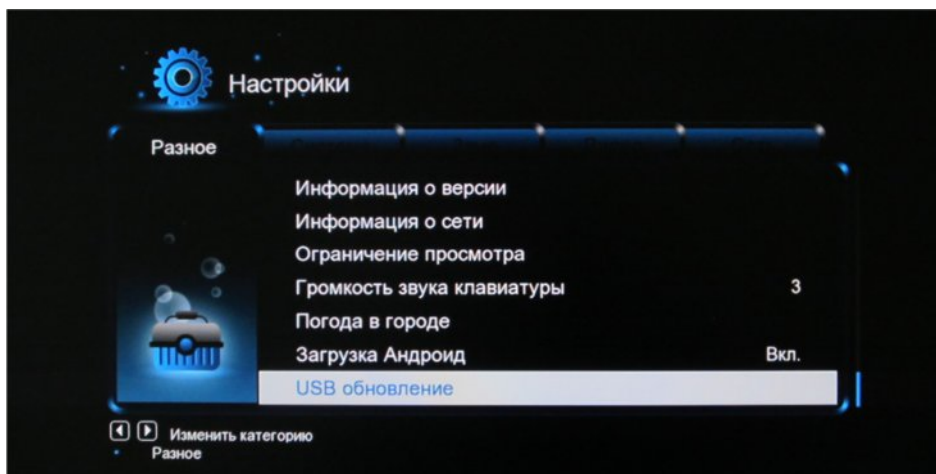 Настройки
Разное
Информация о версии
Информация о сети
Ограничение просмотра
Громкость звука клавиатуры 3
Погода в городе
Загрузка Андроид Вкл.
USB обновление
Изменить категорию
Разное